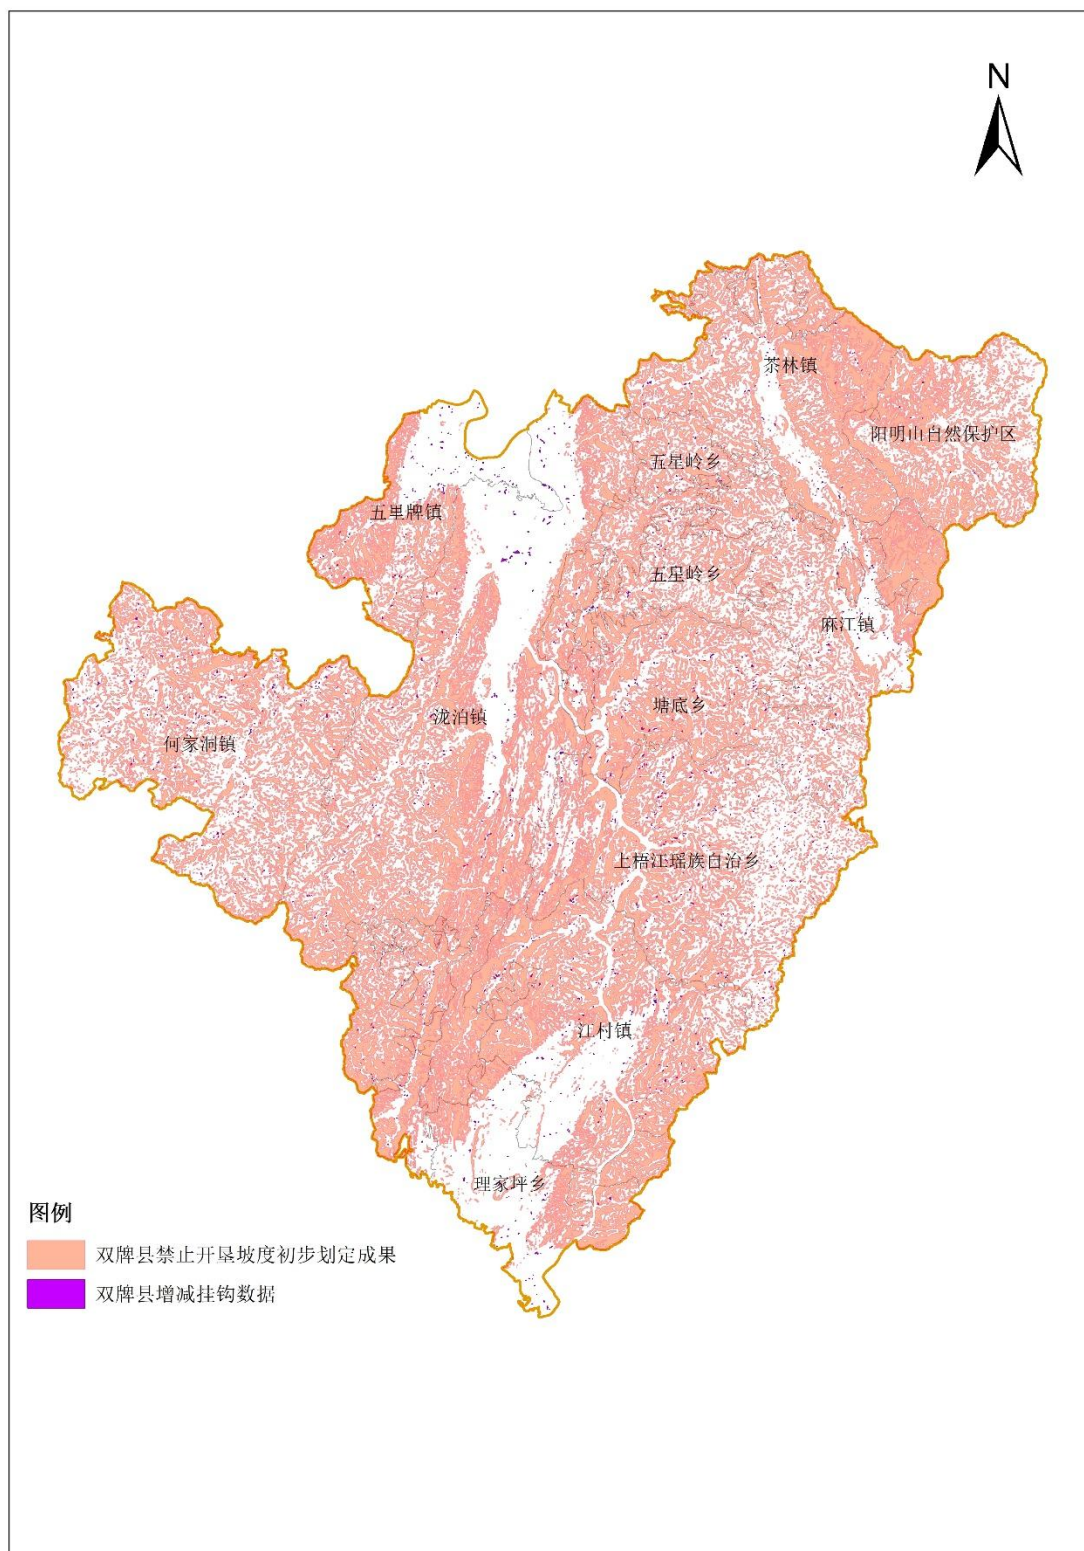 N
茶林镇
阳明山自然保护区
五星岭乡
五里牌镇
五星岭乡
麻江镇
塘底乡
泷泊镇
何家洞镇
上梧江瑶族自治乡
江村镇
理家坪乡
图例
双牌县禁止开垦坡度初步划定成果
双牌县增减挂钩数据